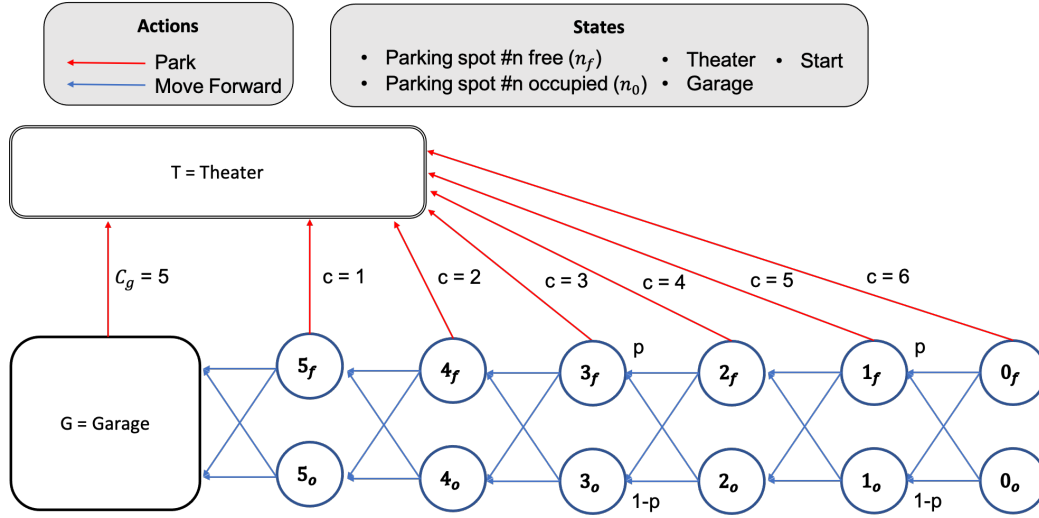 Actions
Park
Move Forward
States
• Parking spot #n free (n_f)
• Parking spot #n occupied (n_0)
• Theater
• Garage
• Start
T = Theater
C_g = 5
c = 1
c = 2
c = 3
c = 4
c = 5
c = 6
p
p
5_f
4_f
3_f
2_f
1_f
0_f
G = Garage
5_o
4_o
3_o
2_o
1_o
0_o
1-p
1-p